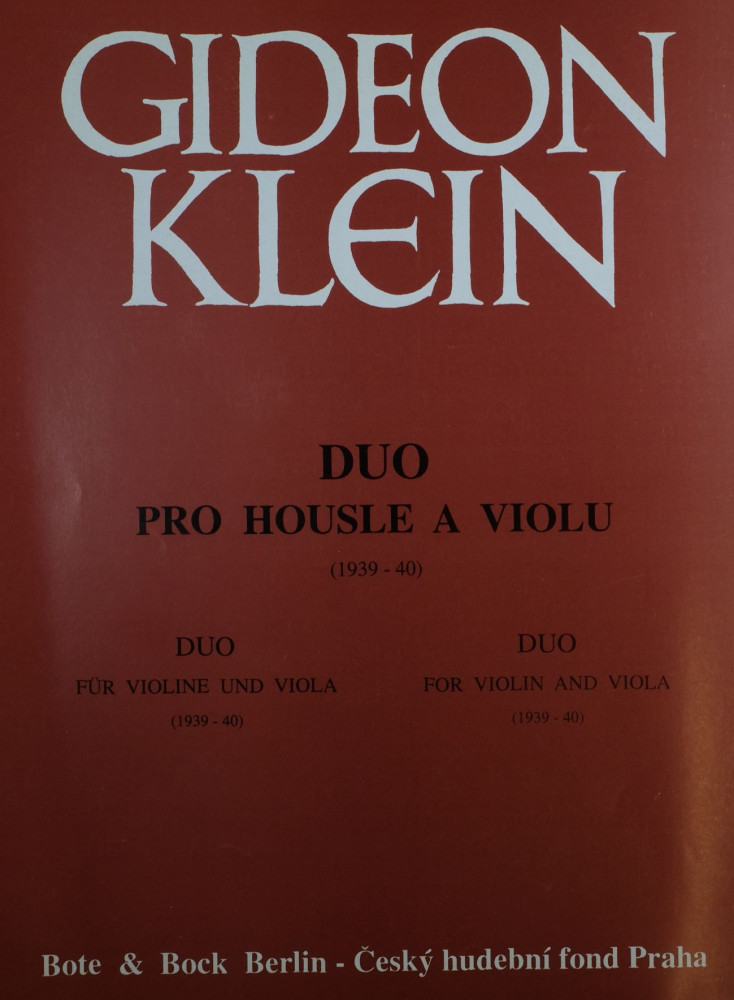 GIDEON
KLEIN
DUO
PRO HOUSLE A VIOLU
(1939 - 40)
DUO
FÜR VIOLINE UND VIOLA
(1939 - 40)
DUO
FOR VIOLIN AND VIOLA
(1939 - 40)
Bote & Bock Berlin - Český hudební fond Praha